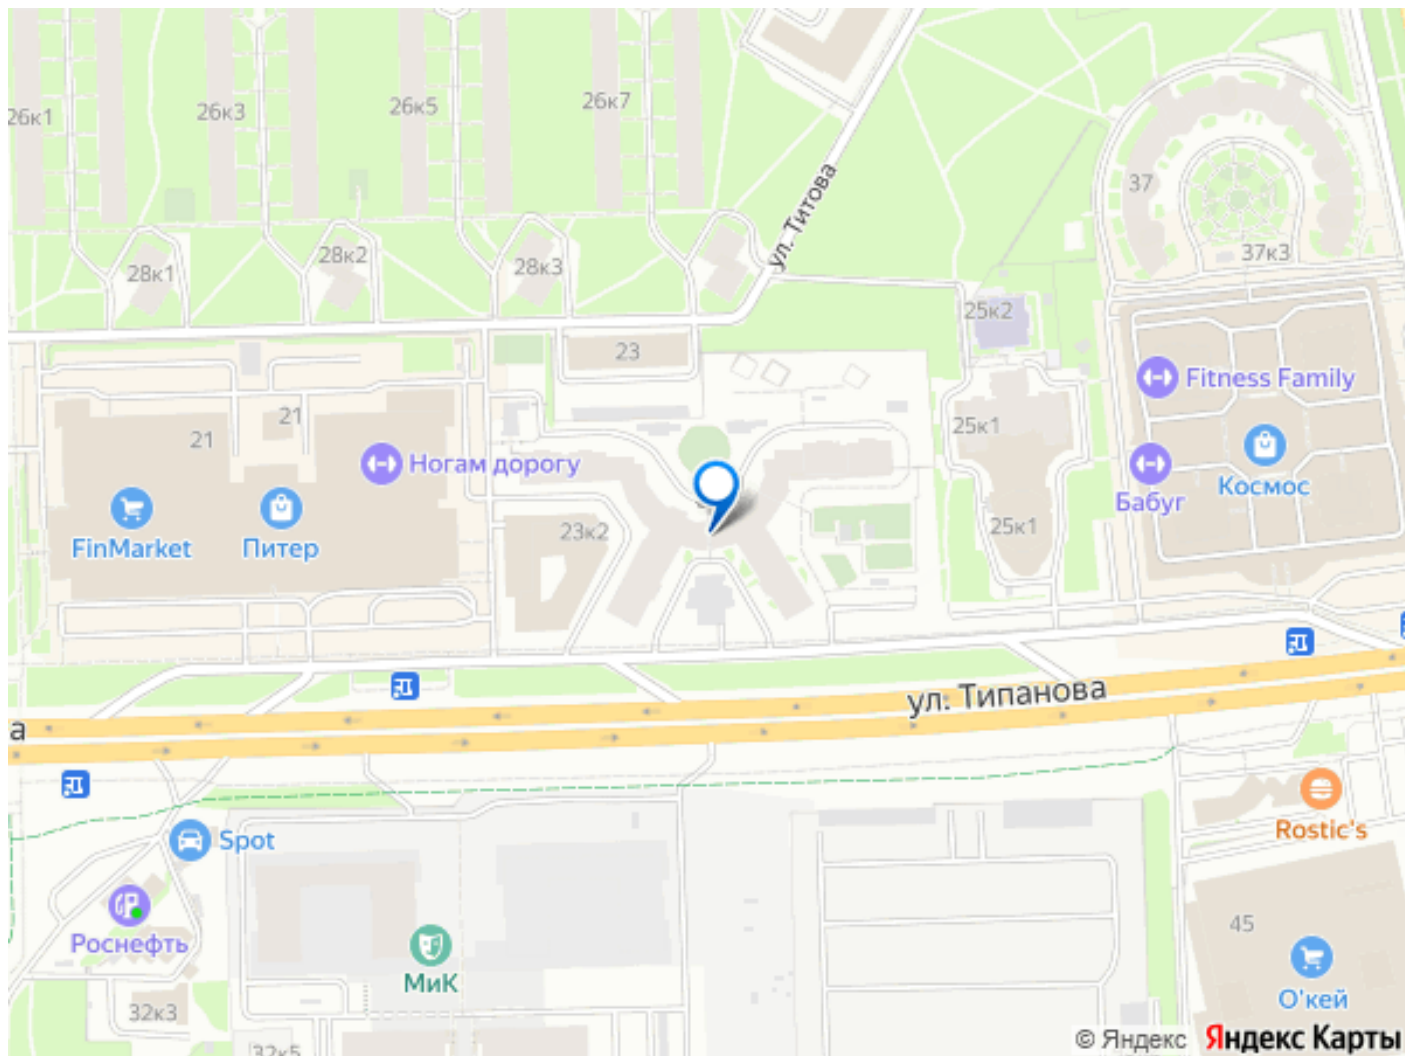 26к1
26к3
26к5
26к7
ул. Титова
37
37к3
28к1
28к2
28к3
25к2
23
Fitness Family
21
21
25к1
Ногам дорогу
Космос
Бабуг
FinMarket
Питер
23к2
25к1
ул. Типанова
а
Spot
Rostic's
Роснефть
МиК
45
О'кей
32к3
32к5
© Яндекс Яндекс Карты